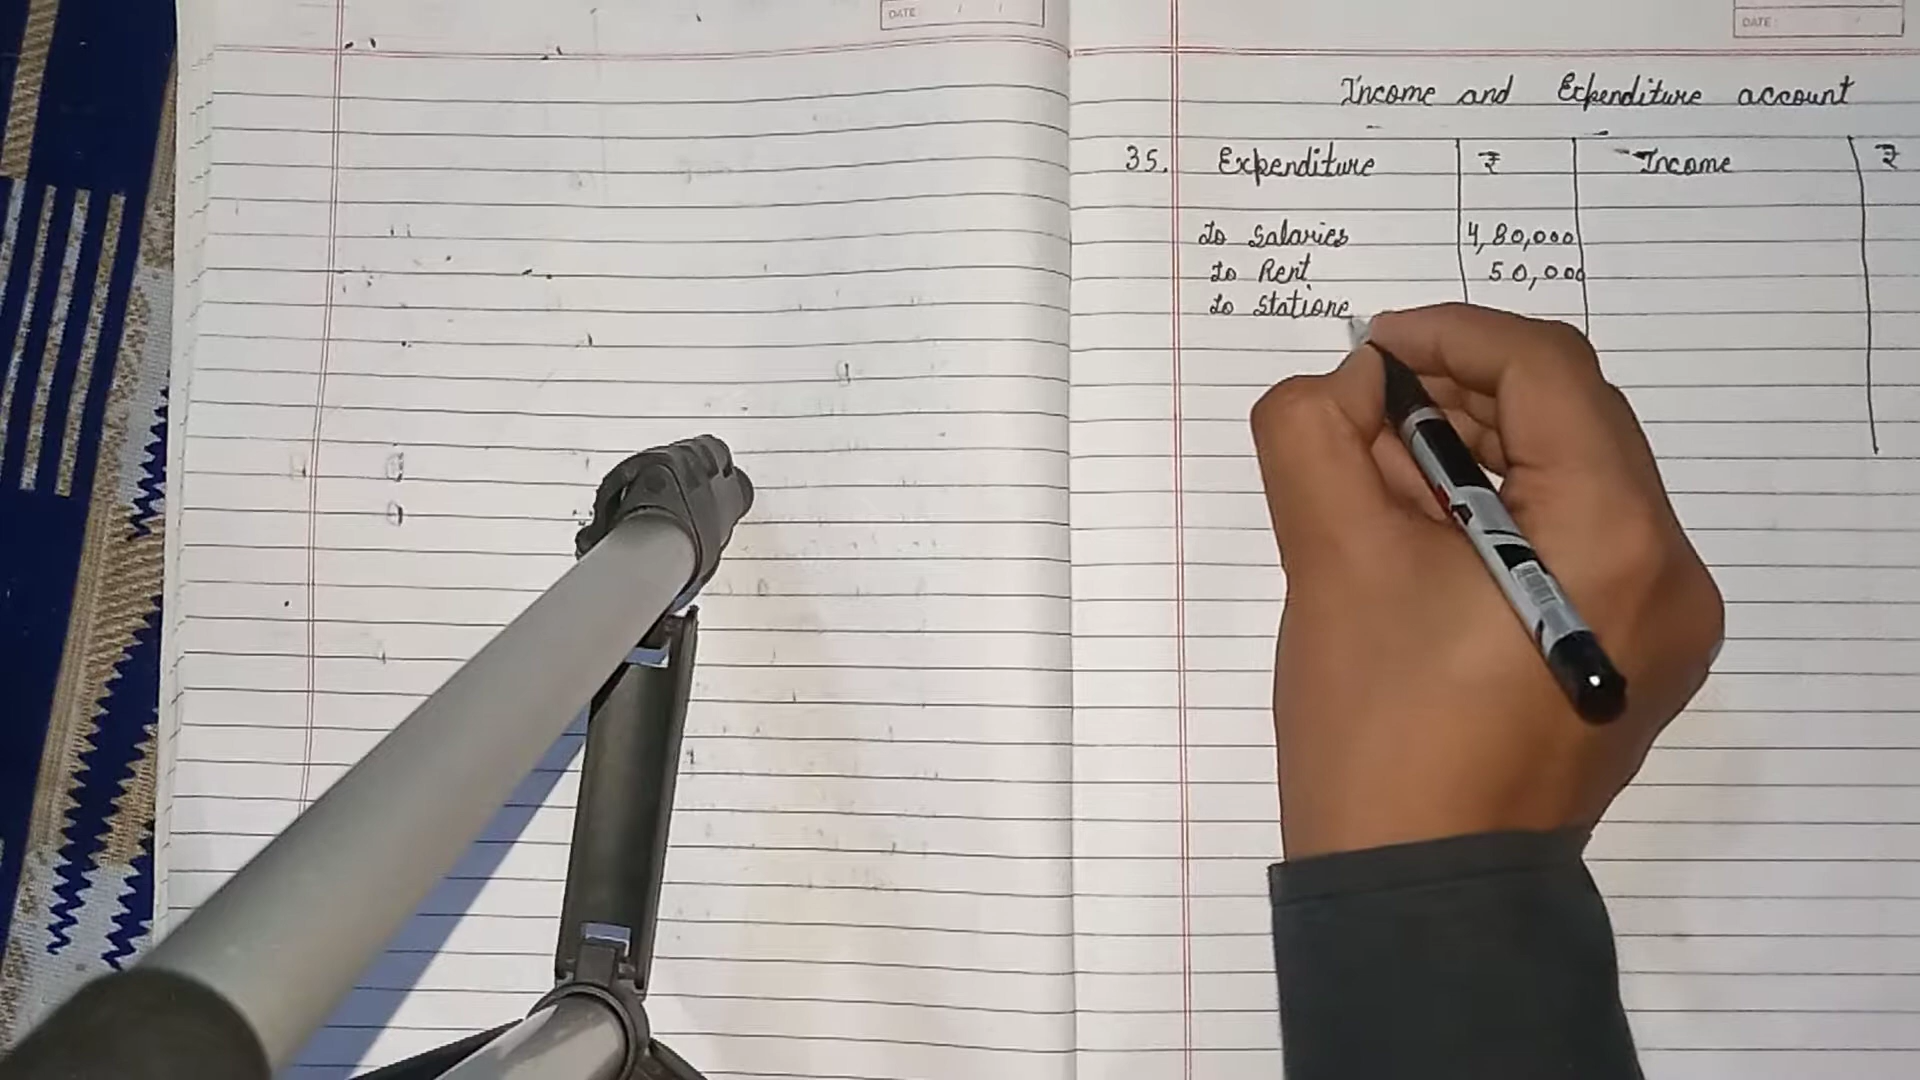 DATE / /
DATE: /
Income and Expenditure account
35. Expenditure ₹ Income ₹
To Salaries 4,80,000
To Rent 50,000
To Statione